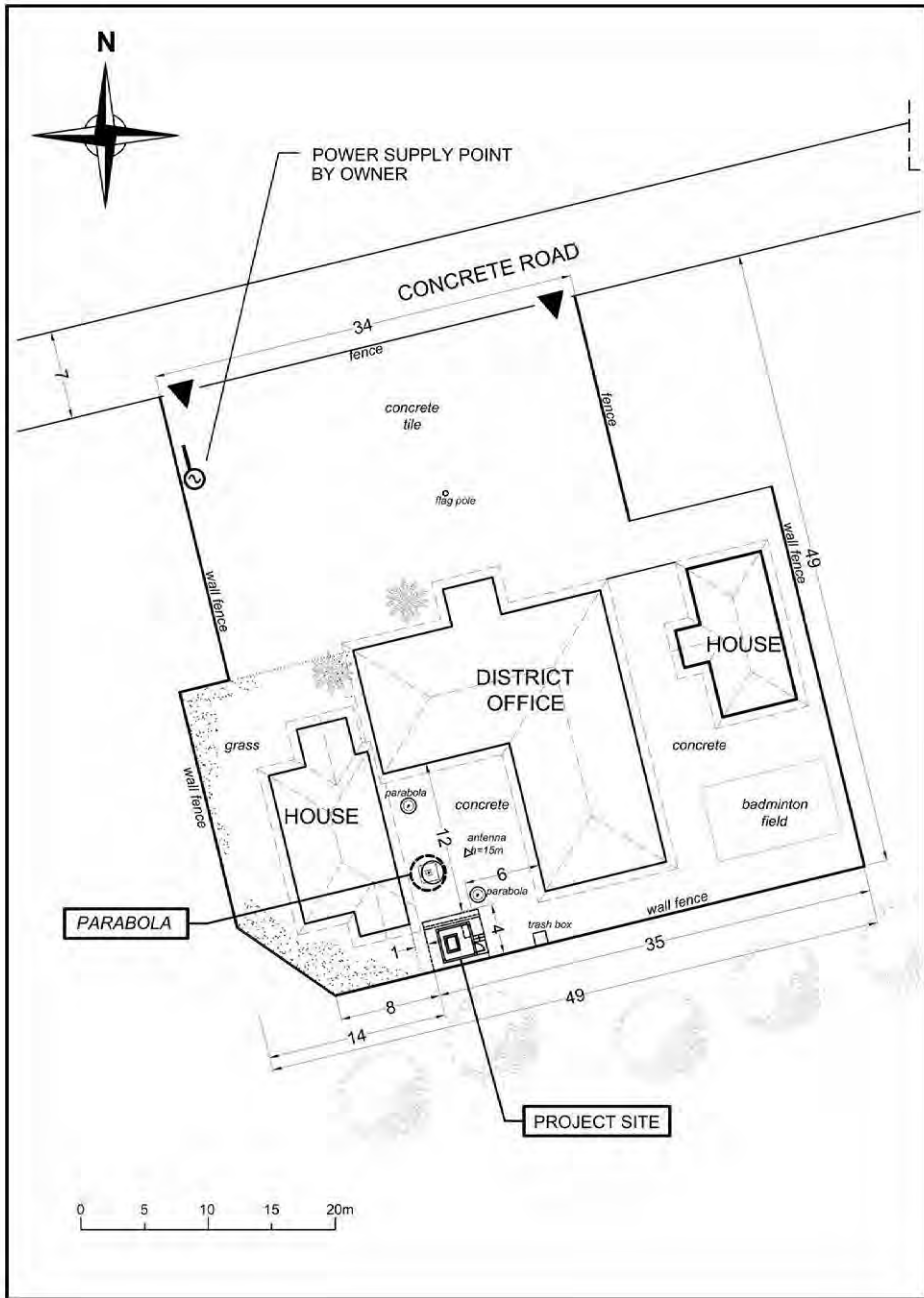 N
POWER SUPPLY POINT
BY OWNER
CONCRETE ROAD
34
fence
7
concrete
tile
fence
flag pole
wall fence
wall fence
49
HOUSE
DISTRICT
OFFICE
grass
concrete
wall fence
parabola
concrete
HOUSE
badminton
field
12
antenna
h=15m
6
parabola
PARABOLA
wall fence
trash box
4
1
35
8
49
14
PROJECT SITE
0 5 10 15 20m